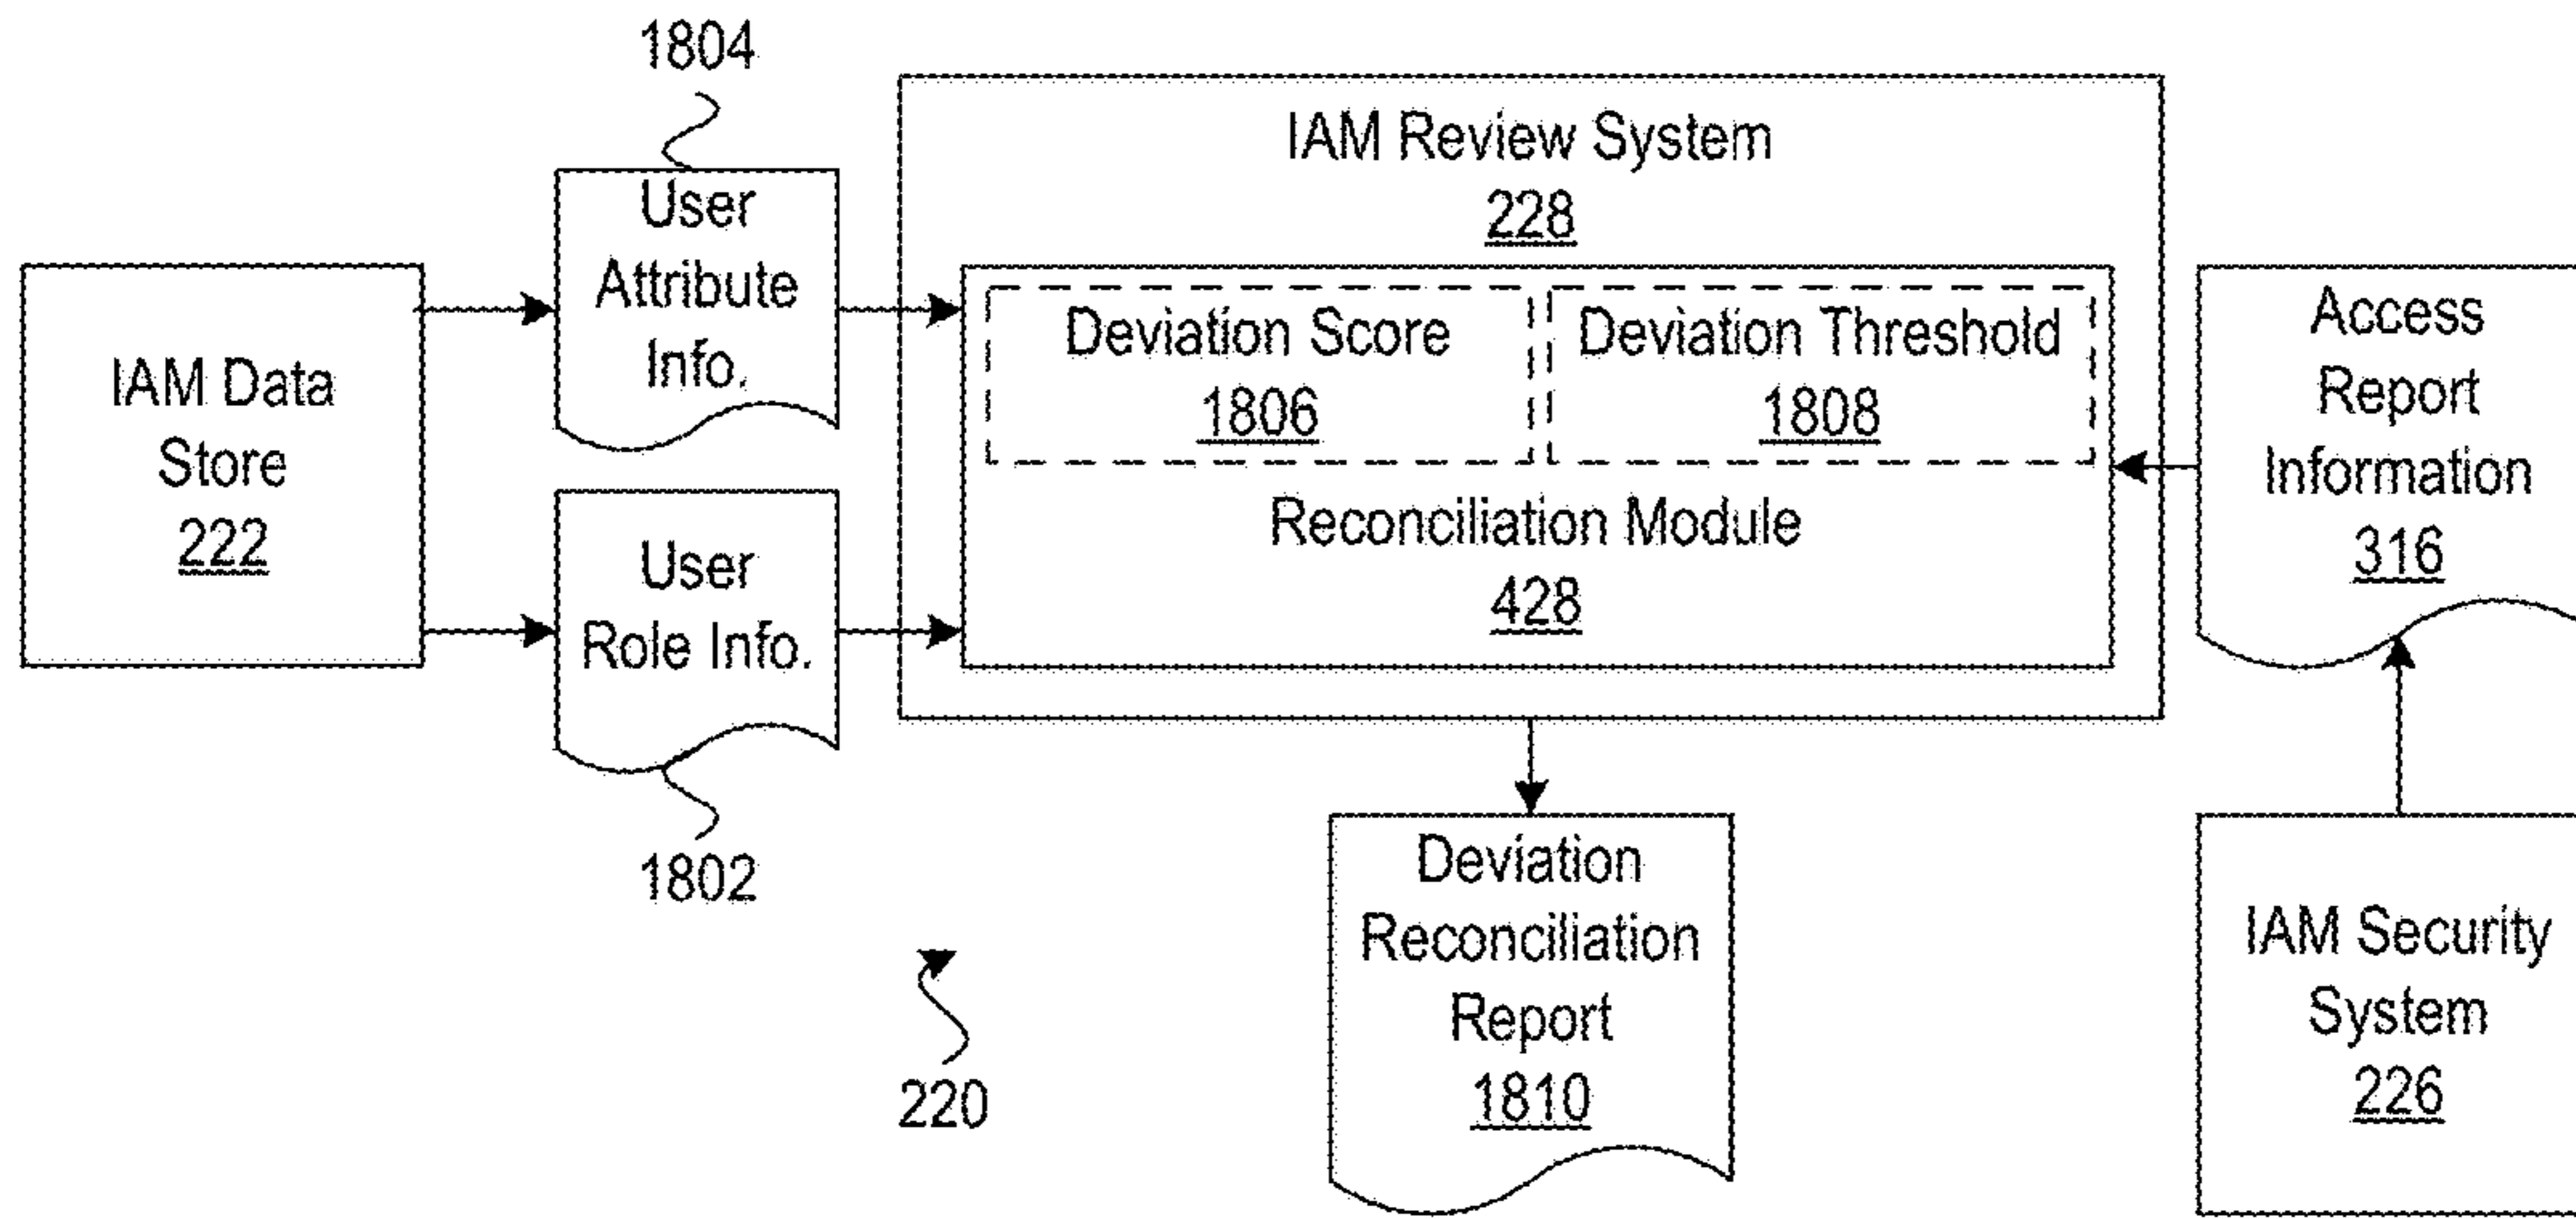 1804
User
Attribute
Info.
IAM Data
Store
222
User
Role Info.
1802
IAM Review System
228
Deviation Score
1806
Deviation Threshold
1808
Reconciliation Module
428
Access
Report
Information
316
Deviation
Reconciliation
Report
1810
IAM Security
System
226
220